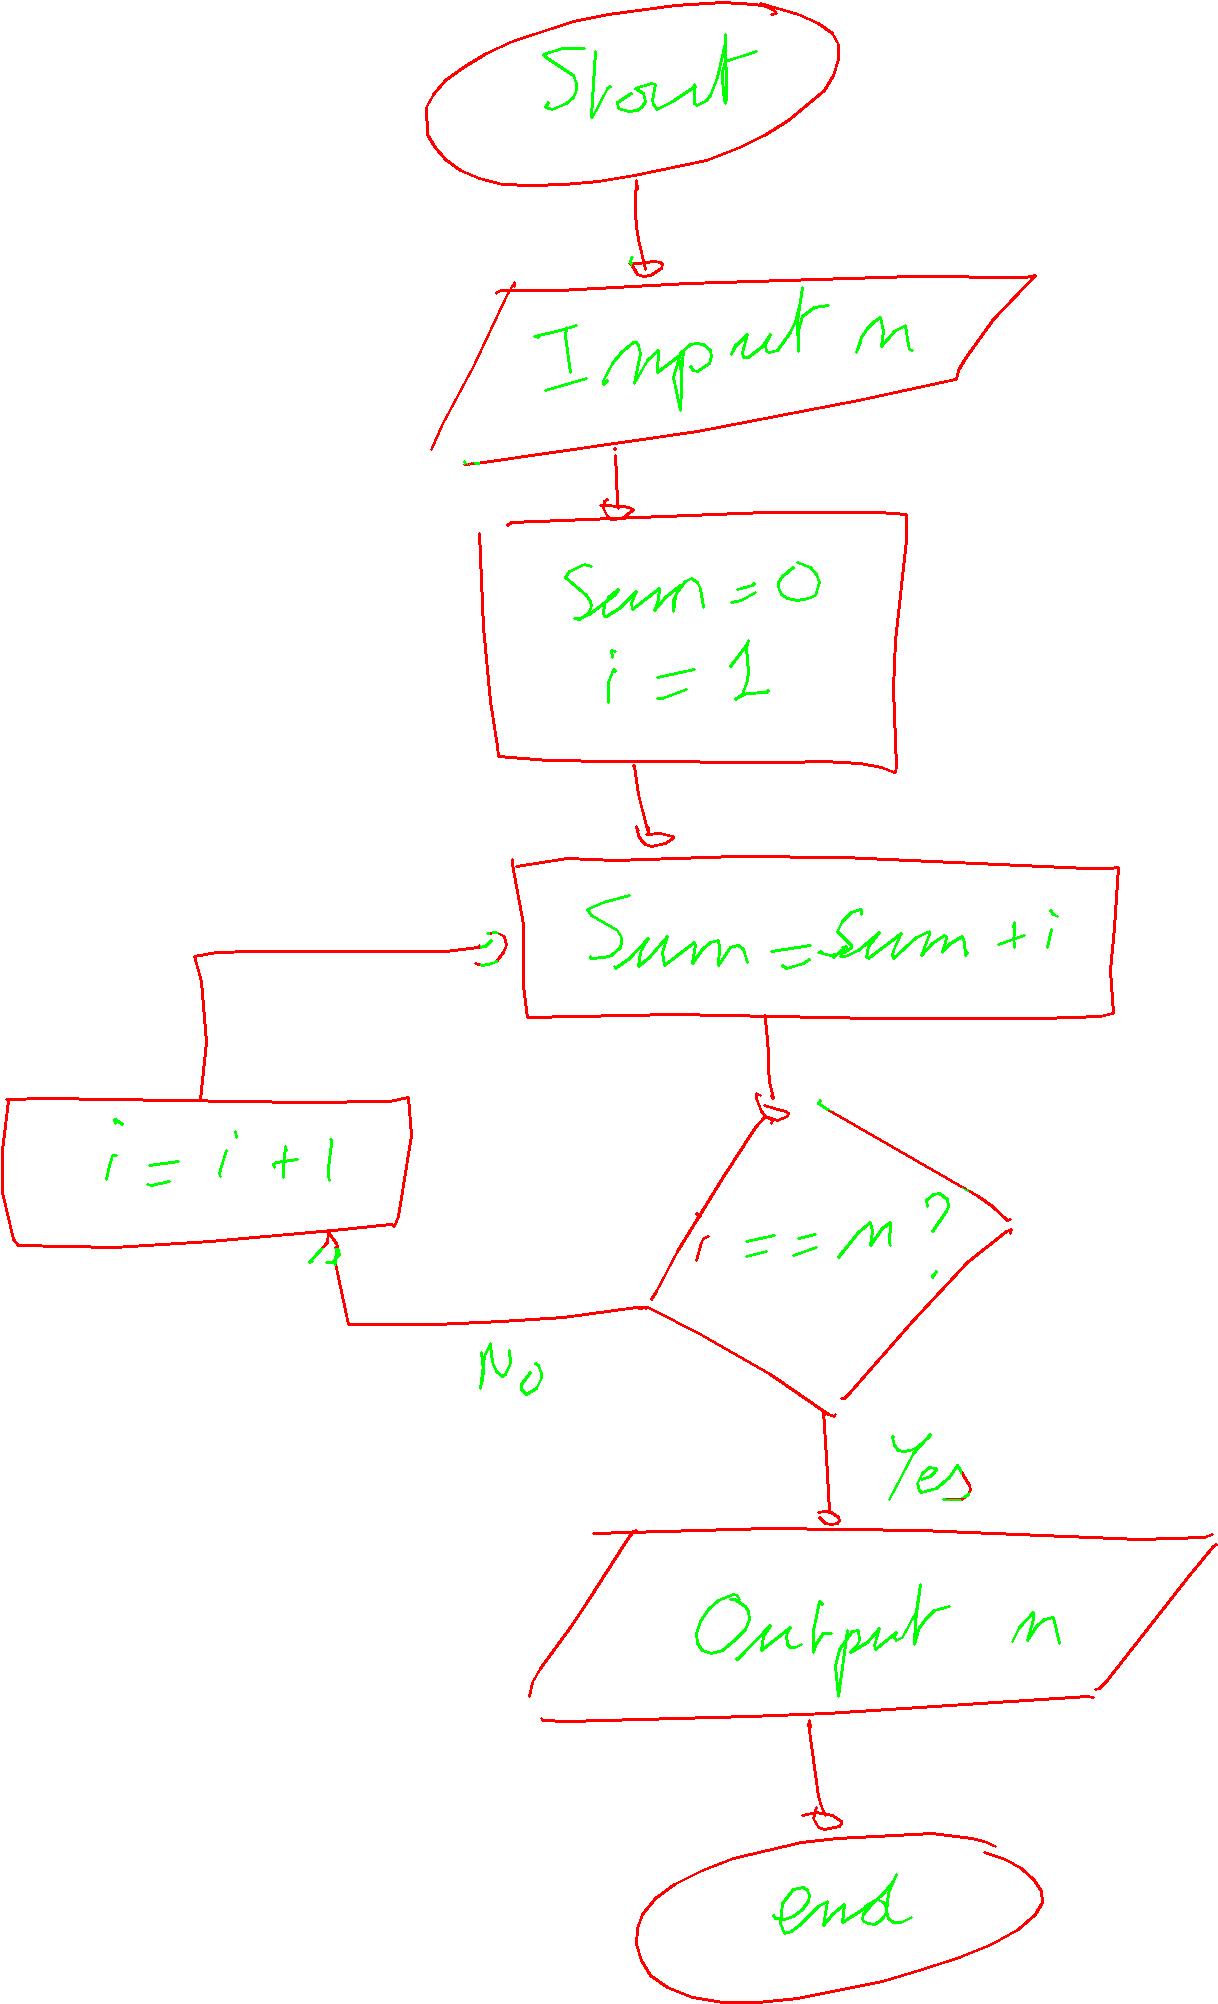 Start
Input n
Sum = 0
i = 1
Sum = sum + i
i = i + 1
i == n ?
No
Yes
Output n
end